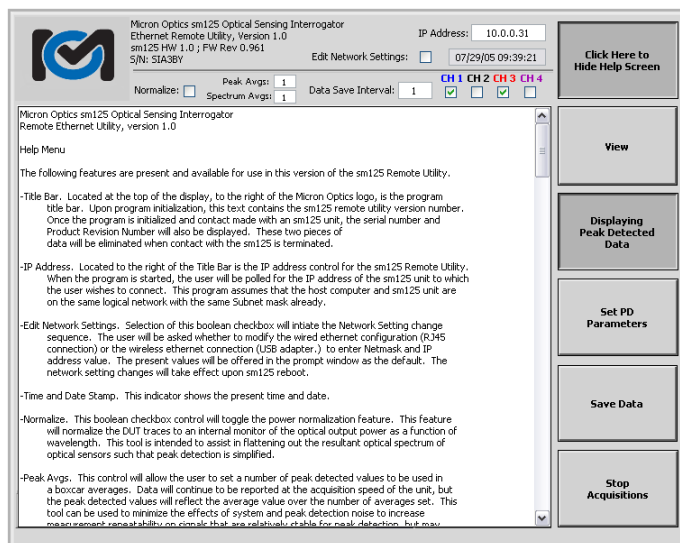 Micron Optics sm125 Optical Sensing Interrogator
Ethernet Remote Utility, Version 1.0
sm125 HW 1.0 ; FW Rev 0.961
S/N: SIA3BY
IP Address: 10.0.0.31
Edit Network Settings: 07/29/05 09:39:21
Normalize:
Peak Avgs: 1
Spectrum Avgs: 1
Data Save Interval: 1
CH 1 CH 2 CH 3 CH 4
Click Here to
Hide Help Screen
View
Displaying
Peak Detected
Data
Set PD
Parameters
Save Data
Stop
Acquisitions
Micron Optics sm125 Optical Sensing Interrogator
Remote Ethernet Utility, version 1.0
Help Menu
The following features are present and available for use in this version of the sm125 Remote Utility.
-Title Bar. Located at the top of the display, to the right of the Micron Optics logo, is the program
title bar. Upon program initialization, this text contains the sm125 remote utility version number.
Once the program is initialized and contact made with an sm125 unit, the serial number and
Product Revision Number will also be displayed. These two pieces of
data will be eliminated when contact with the sm125 is terminated.
-IP Address. Located to the right of the Title Bar is the IP address control for the sm125 Remote Utility.
When the program is started, the user will be polled for the IP address of the sm125 unit to which
the user wishes to connect. This program assumes that the host computer and sm125 unit are
on the same logical network with the same Subnet mask already.
-Edit Network Settings. Selection of this boolean checkbox will intiate the Network Setting change
sequence. The user will be asked whether to modify the wired ethernet configuration (RJ45
connection) or the wireless ethernet connection (USB adapter.) to enter Netmask and IP
address value. The present values will be offered in the prompt window as the default. The
network setting changes will take effect upon sm125 reboot.
-Time and Date Stamp. This indicator shows the present time and date.
-Normalize. This boolean checkbox control will toggle the power normalization feature. This feature
will normalize the DUT traces to an internal monitor of the optical output power as a function of
wavelength. This tool is intended to assist in flattening out the resultant optical spectrum of
optical sensors such that peak detection is simplified.
-Peak Avgs. This control will allow the user to set a number of peak detected values to be used in
a boxcar averages. Data will continue to be reported at the acquisition speed of the unit, but
the peak detected values will reflect the average value over the number of averages set. This
tool can be used to minimize the effects of system and peak detection noise to increase
measurement repeatability on signals that are relatively stable for peak detection, but may